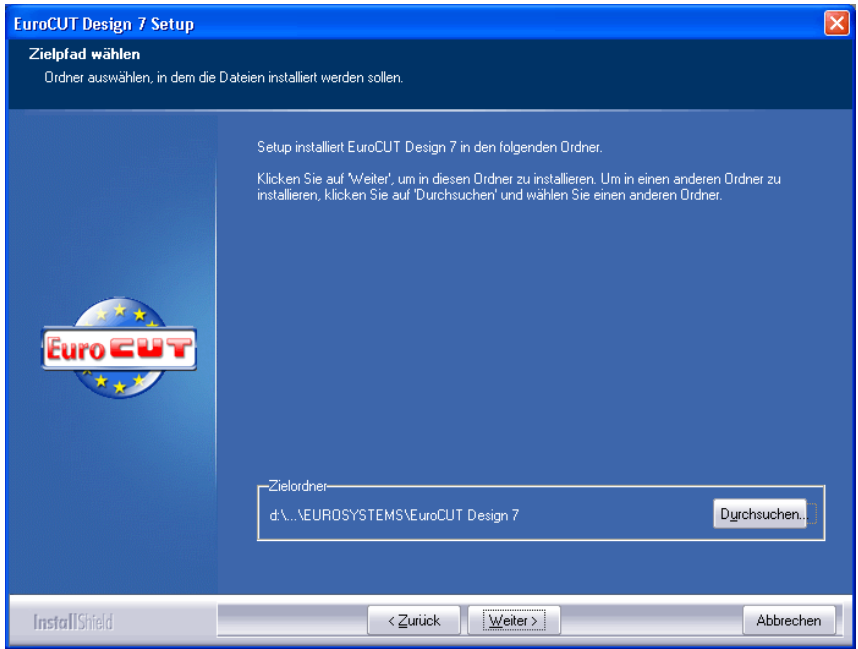 EuroCUT Design 7 Setup
Zielpfad wählen
Ordner auswählen, in dem die Dateien installiert werden sollen.
Setup installiert EuroCUT Design 7 in den folgenden Ordner.
Klicken Sie auf 'Weiter', um in diesen Ordner zu installieren. Um in einen anderen Ordner zu
installieren, klicken Sie auf 'Durchsuchen' und wählen Sie einen anderen Ordner.
Euro CUT
Zielordner
d:\...\EUROSYSTEMS\EuroCUT Design 7
Durchsuchen...
InstallShield
< Zurück
Weiter >
Abbrechen